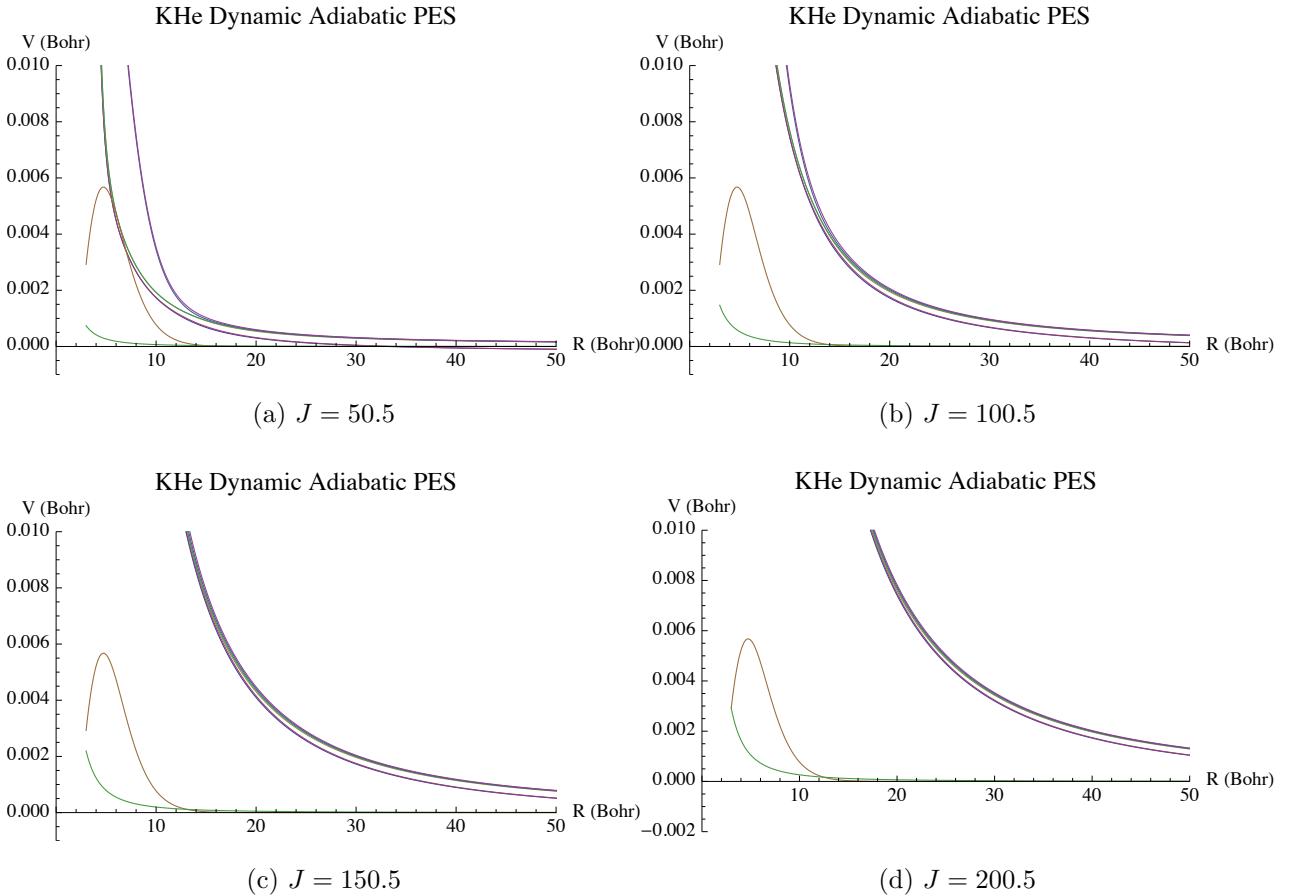 KHe Dynamic Adiabatic PES
V (Bohr)
0.010
0.008
0.006
0.004
0.002
0.000
10 20 30 40 50
R (Bohr)
(a) J = 50.5
KHe Dynamic Adiabatic PES
V (Bohr)
0.010
0.008
0.006
0.004
0.002
0.000
10 20 30 40 50
R (Bohr)
(b) J = 100.5
KHe Dynamic Adiabatic PES
V (Bohr)
0.010
0.008
0.006
0.004
0.002
0.000
10 20 30 40 50
R (Bohr)
(c) J = 150.5
KHe Dynamic Adiabatic PES
V (Bohr)
0.010
0.008
0.006
0.004
0.002
0.000
−0.002
10 20 30 40 50
R (Bohr)
(d) J = 200.5